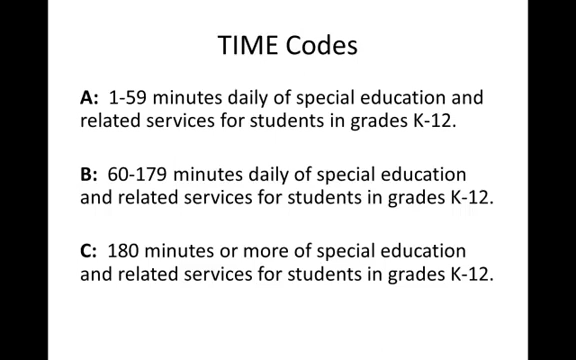 TIME Codes
A: 1-59 minutes daily of special education and
related services for students in grades K-12.
B: 60-179 minutes daily of special education
and related services for students in grades K-12.
C: 180 minutes or more of special education
and related services for students in grades K-12.